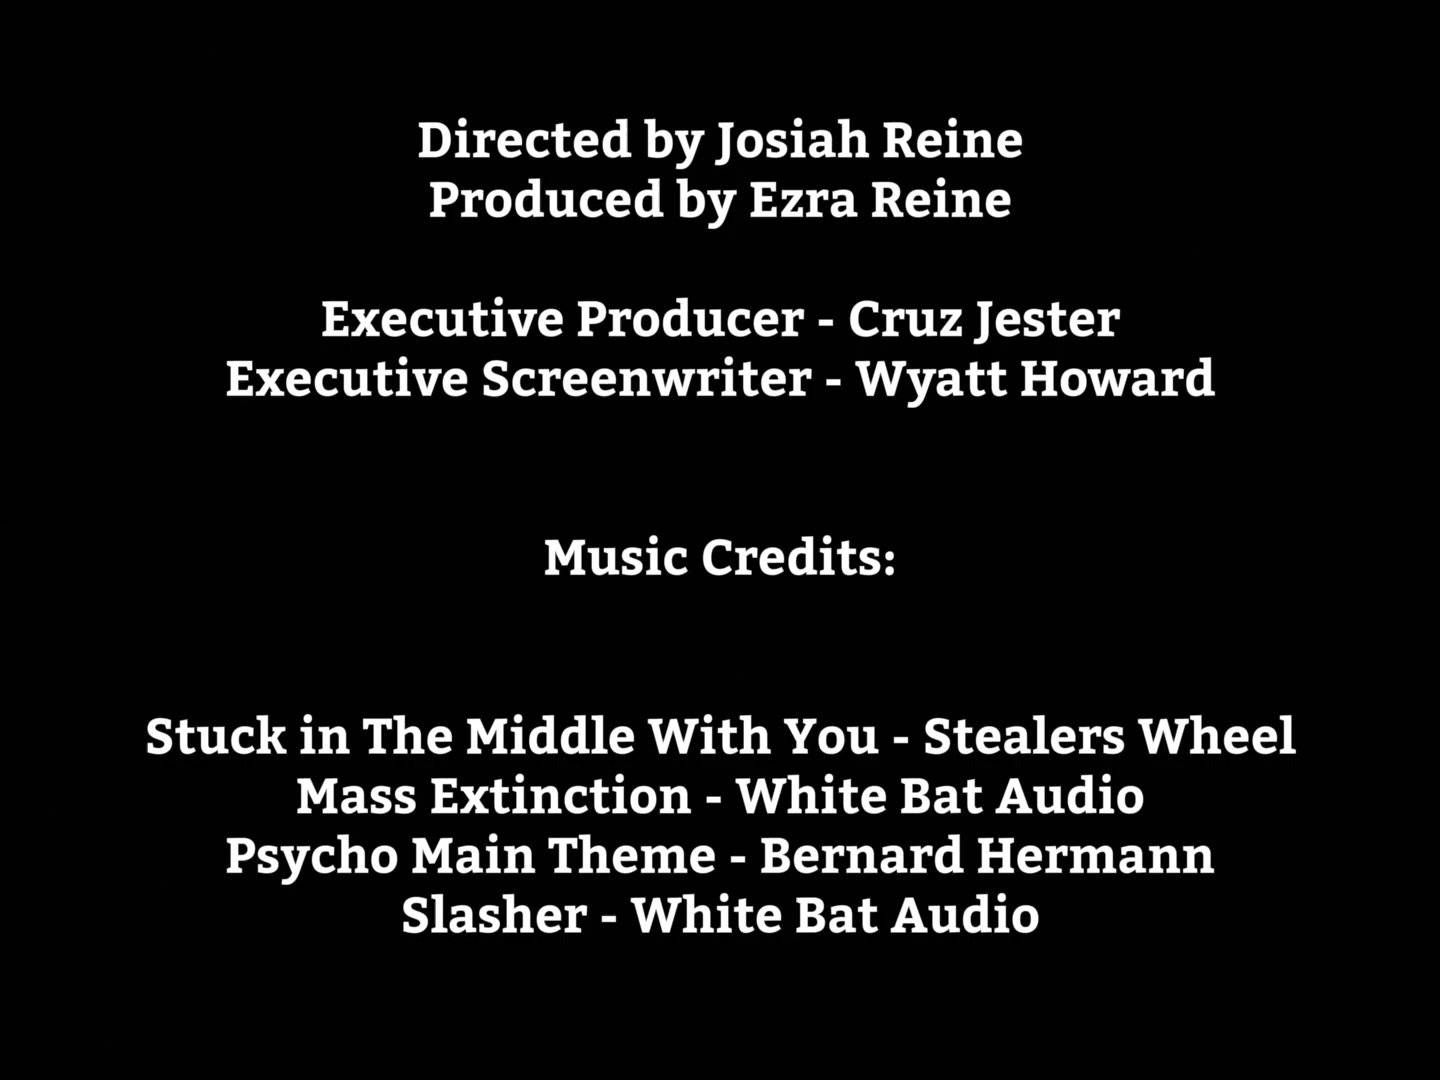 Directed by Josiah Reine
Produced by Ezra Reine
Executive Producer - Cruz Jester
Executive Screenwriter - Wyatt Howard
Music Credits:
Stuck in The Middle With You - Stealers Wheel
Mass Extinction - White Bat Audio
Psycho Main Theme - Bernard Hermann
Slasher - White Bat Audio